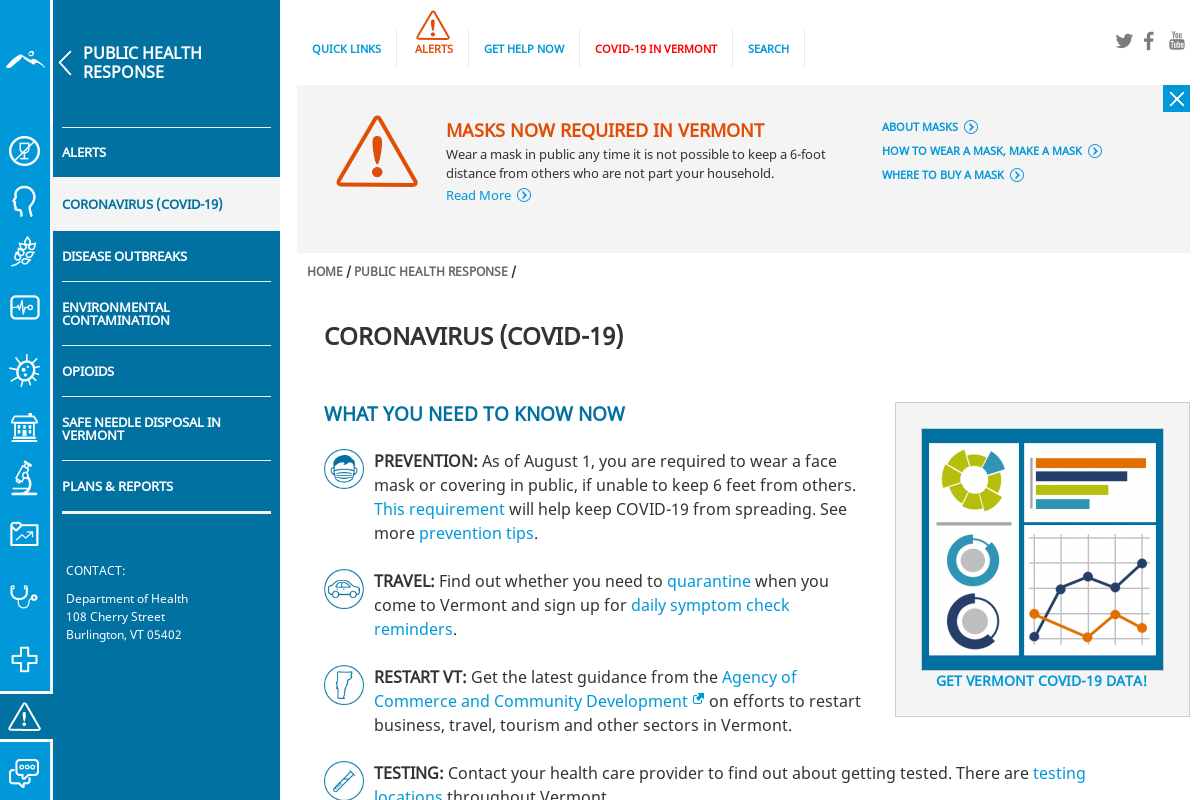 PUBLIC HEALTH
RESPONSE
ALERTS
CORONAVIRUS (COVID-19)
DISEASE OUTBREAKS
ENVIRONMENTAL
CONTAMINATION
OPIOIDS
SAFE NEEDLE DISPOSAL IN
VERMONT
PLANS & REPORTS
CONTACT:
Department of Health
108 Cherry Street
Burlington, VT 05402
QUICK LINKS
ALERTS
GET HELP NOW
COVID-19 IN VERMONT
SEARCH
You
Tube
MASKS NOW REQUIRED IN VERMONT
Wear a mask in public any time it is not possible to keep a 6-foot
distance from others who are not part your household.
Read More
ABOUT MASKS
HOW TO WEAR A MASK, MAKE A MASK
WHERE TO BUY A MASK
HOME / PUBLIC HEALTH RESPONSE /
CORONAVIRUS (COVID-19)
WHAT YOU NEED TO KNOW NOW
PREVENTION: As of August 1, you are required to wear a face
mask or covering in public, if unable to keep 6 feet from others.
This requirement will help keep COVID-19 from spreading. See
more prevention tips.
TRAVEL: Find out whether you need to quarantine when you
come to Vermont and sign up for daily symptom check
reminders.
RESTART VT: Get the latest guidance from the Agency of
Commerce and Community Development on efforts to restart
business, travel, tourism and other sectors in Vermont.
TESTING: Contact your health care provider to find out about getting tested. There are testing
locations throughout Vermont.
GET VERMONT COVID-19 DATA!